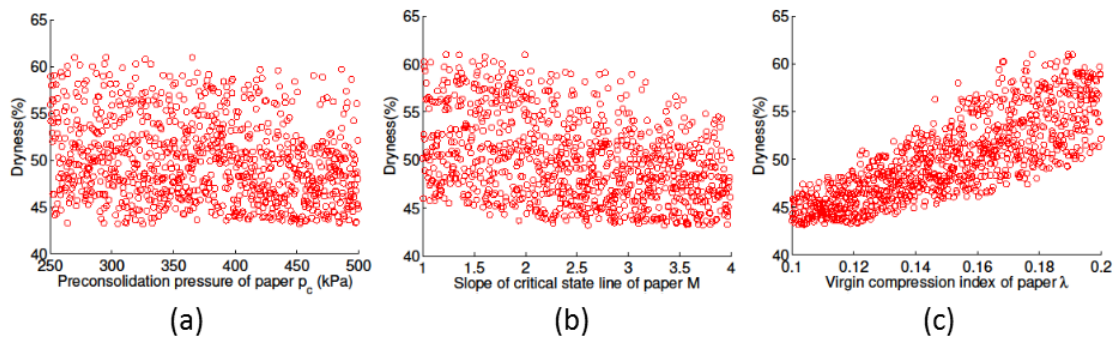 65
60
55
50
45
40
Dryness(%)
250 300 350 400 450 500
Preconsolidation pressure of paper p_c (kPa)
(a)
65
60
55
50
45
40
Dryness(%)
1 1.5 2 2.5 3 3.5 4
Slope of critical state line of paper M
(b)
65
60
55
50
45
40
Dryness(%)
0.1 0.12 0.14 0.16 0.18 0.2
Virgin compression index of paper λ
(c)